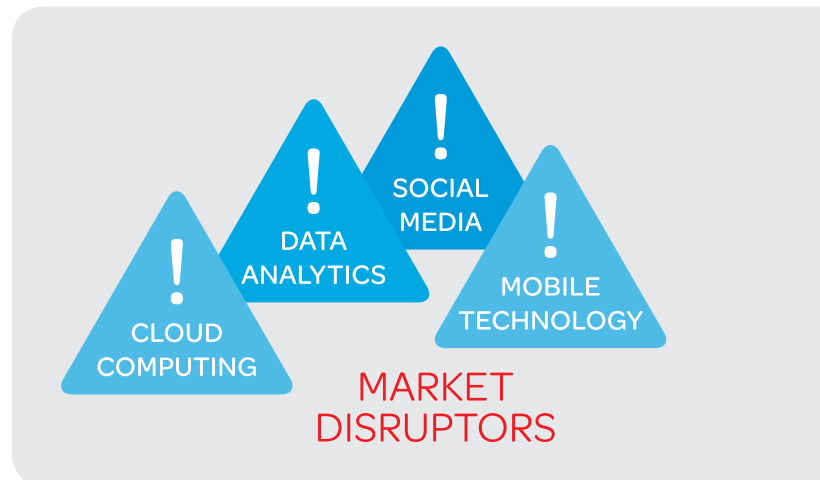 !
CLOUD
COMPUTING
!
DATA
ANALYTICS
!
SOCIAL
MEDIA
!
MOBILE
TECHNOLOGY
MARKET
DISRUPTORS